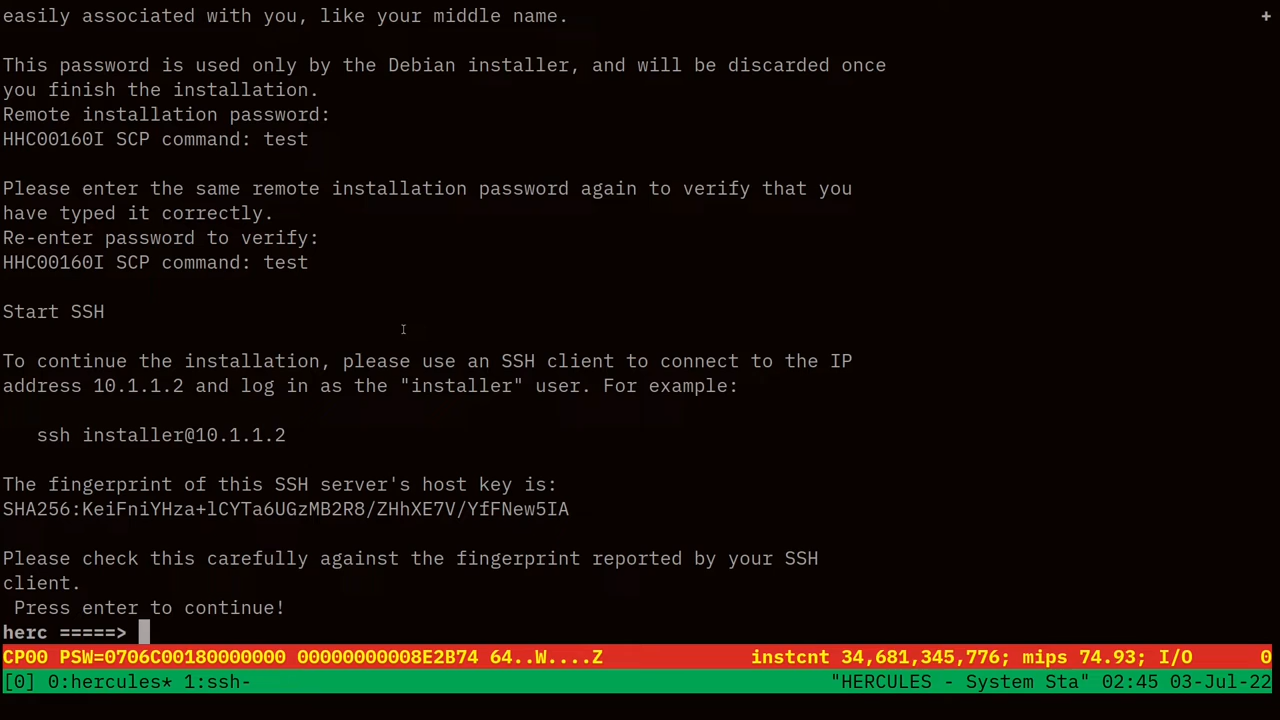 easily associated with you, like your middle name. +
This password is used only by the Debian installer, and will be discarded once
you finish the installation.
Remote installation password:
HHC00160I SCP command: test
Please enter the same remote installation password again to verify that you
have typed it correctly.
Re-enter password to verify:
HHC00160I SCP command: test
Start SSH
To continue the installation, please use an SSH client to connect to the IP
address 10.1.1.2 and log in as the "installer" user. For example:
ssh installer@10.1.1.2
The fingerprint of this SSH server's host key is:
SHA256:KeiFniYHza+lCYTa6UGzMB2R8/ZHhXE7V/YfFNew5IA
Please check this carefully against the fingerprint reported by your SSH
client.
Press enter to continue!
herc =====>
CP00 PSW=0706C00180000000 00000000008E2B74 64..W....Z instcnt 34,681,345,776; mips 74.93; I/O 0
[0] 0:hercules* 1:ssh- "HERCULES - System Sta" 02:45 03-Jul-22